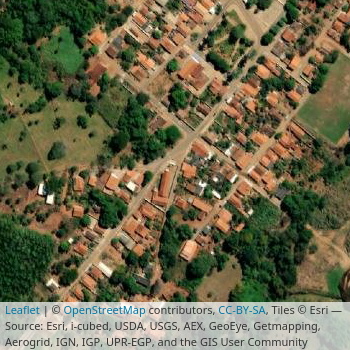 Leaflet | © OpenStreetMap contributors, CC-BY-SA, Tiles © Esri —
Source: Esri, i-cubed, USDA, USGS, AEX, GeoEye, Getmapping,
Aerogrid, IGN, IGP, UPR-EGP, and the GIS User Community